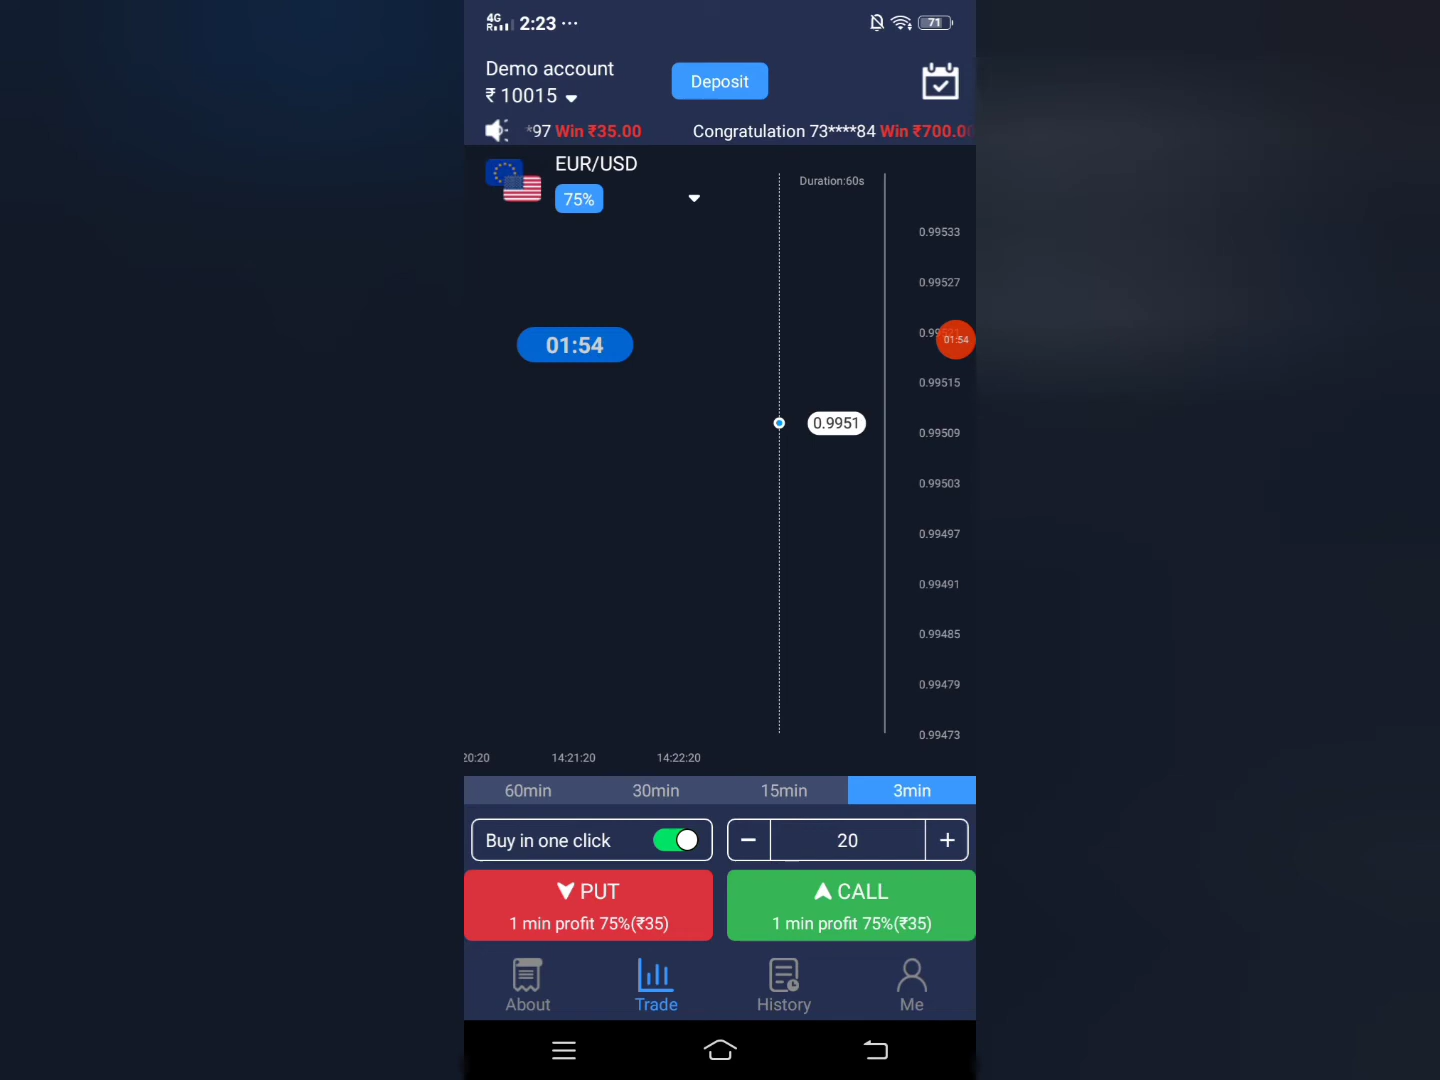 4G
R
2:23 ...
71
Demo account
₹ 10015
Deposit
*97 Win ₹35.00 Congratulation 73****84 Win ₹700.00
EUR/USD
75%
Duration:60s
0.99533
0.99527
01:54
01:54
0.99515
0.9951
0.99509
0.99503
0.99497
0.99491
0.99485
0.99479
0.99473
20:20 14:21:20 14:22:20
60min 30min 15min 3min
Buy in one click
− 20 +
PUT
1 min profit 75%(₹35)
CALL
1 min profit 75%(₹35)
About Trade History Me